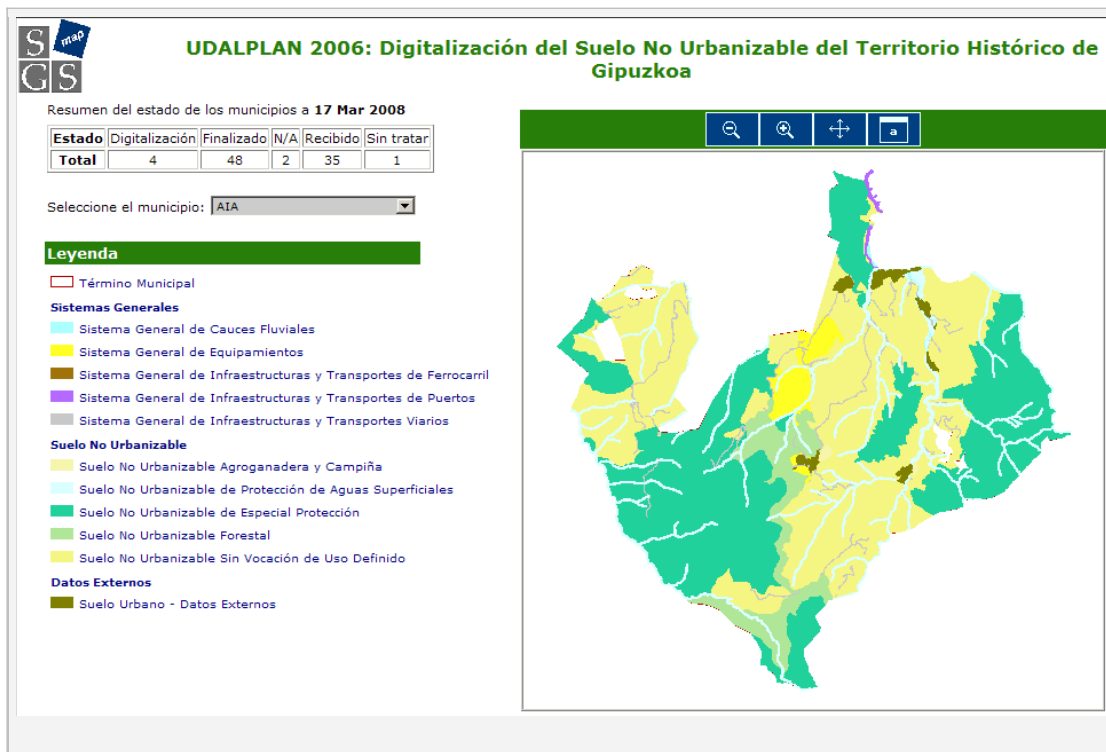 S map
G S
UDALPLAN 2006: Digitalización del Suelo No Urbanizable del Territorio Histórico de
Gipuzkoa
Resumen del estado de los municipios a 17 Mar 2008
Estado Digitalización Finalizado N/A Recibido Sin tratar
Total 4 48 2 35 1
Seleccione el municipio: AIA
a
Leyenda
Término Municipal
Sistemas Generales
Sistema General de Cauces Fluviales
Sistema General de Equipamientos
Sistema General de Infraestructuras y Transportes de Ferrocarril
Sistema General de Infraestructuras y Transportes de Puertos
Sistema General de Infraestructuras y Transportes Viarios
Suelo No Urbanizable
Suelo No Urbanizable Agroganadera y Campiña
Suelo No Urbanizable de Protección de Aguas Superficiales
Suelo No Urbanizable de Especial Protección
Suelo No Urbanizable Forestal
Suelo No Urbanizable Sin Vocación de Uso Definido
Datos Externos
Suelo Urbano - Datos Externos